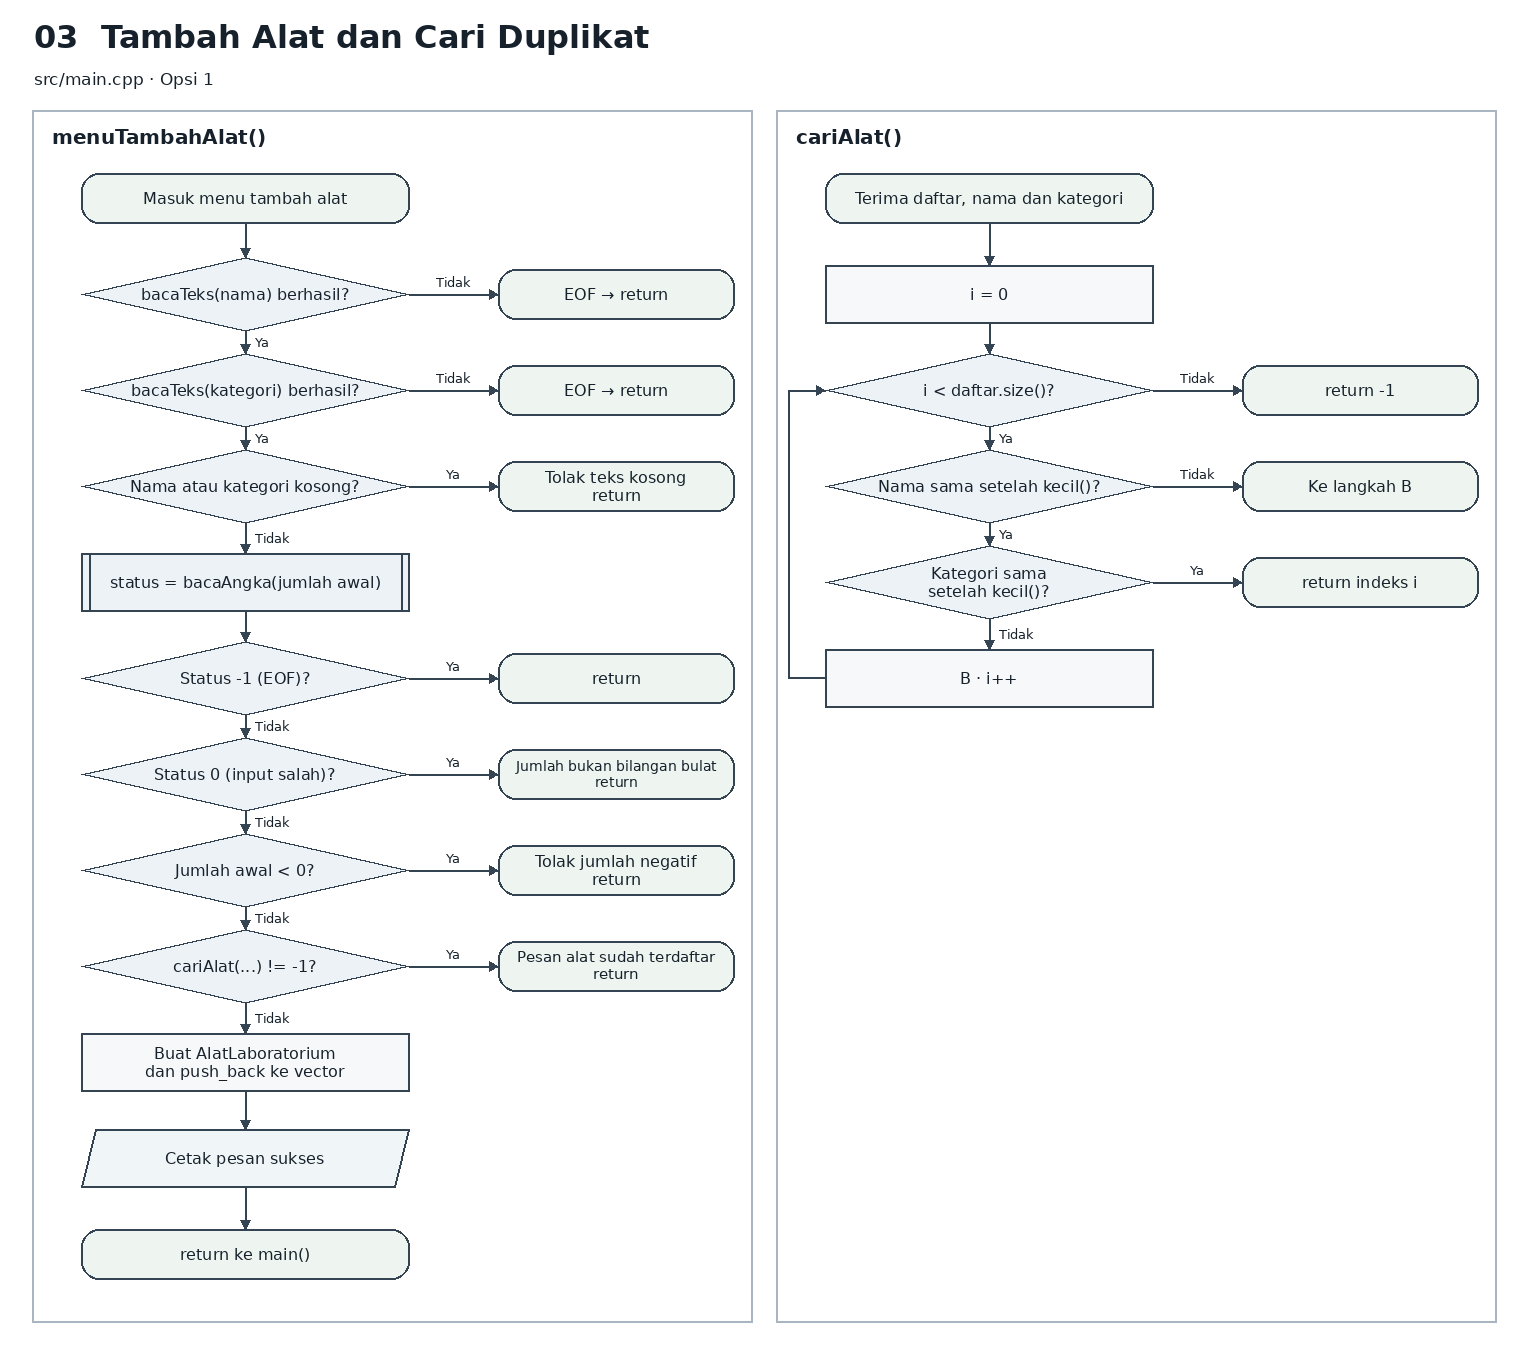 03 Tambah Alat dan Cari Duplikat
src/main.cpp · Opsi 1
menuTambahAlat()
Masuk menu tambah alat
bacaTeks(nama) berhasil?
Tidak
EOF → return
Ya
bacaTeks(kategori) berhasil?
Tidak
EOF → return
Ya
Nama atau kategori kosong?
Ya
Tolak teks kosong
return
Tidak
status = bacaAngka(jumlah awal)
Status -1 (EOF)?
Ya
return
Tidak
Status 0 (input salah)?
Ya
Jumlah bukan bilangan bulat
return
Tidak
Jumlah awal < 0?
Ya
Tolak jumlah negatif
return
Tidak
cariAlat(...) != -1?
Ya
Pesan alat sudah terdaftar
return
Tidak
Buat AlatLaboratorium
dan push_back ke vector
Cetak pesan sukses
return ke main()
cariAlat()
Terima daftar, nama dan kategori
i = 0
i < daftar.size()?
Tidak
return -1
Ya
Nama sama setelah kecil()?
Tidak
Ke langkah B
Ya
Kategori sama
setelah kecil()?
Ya
return indeks i
Tidak
B · i++